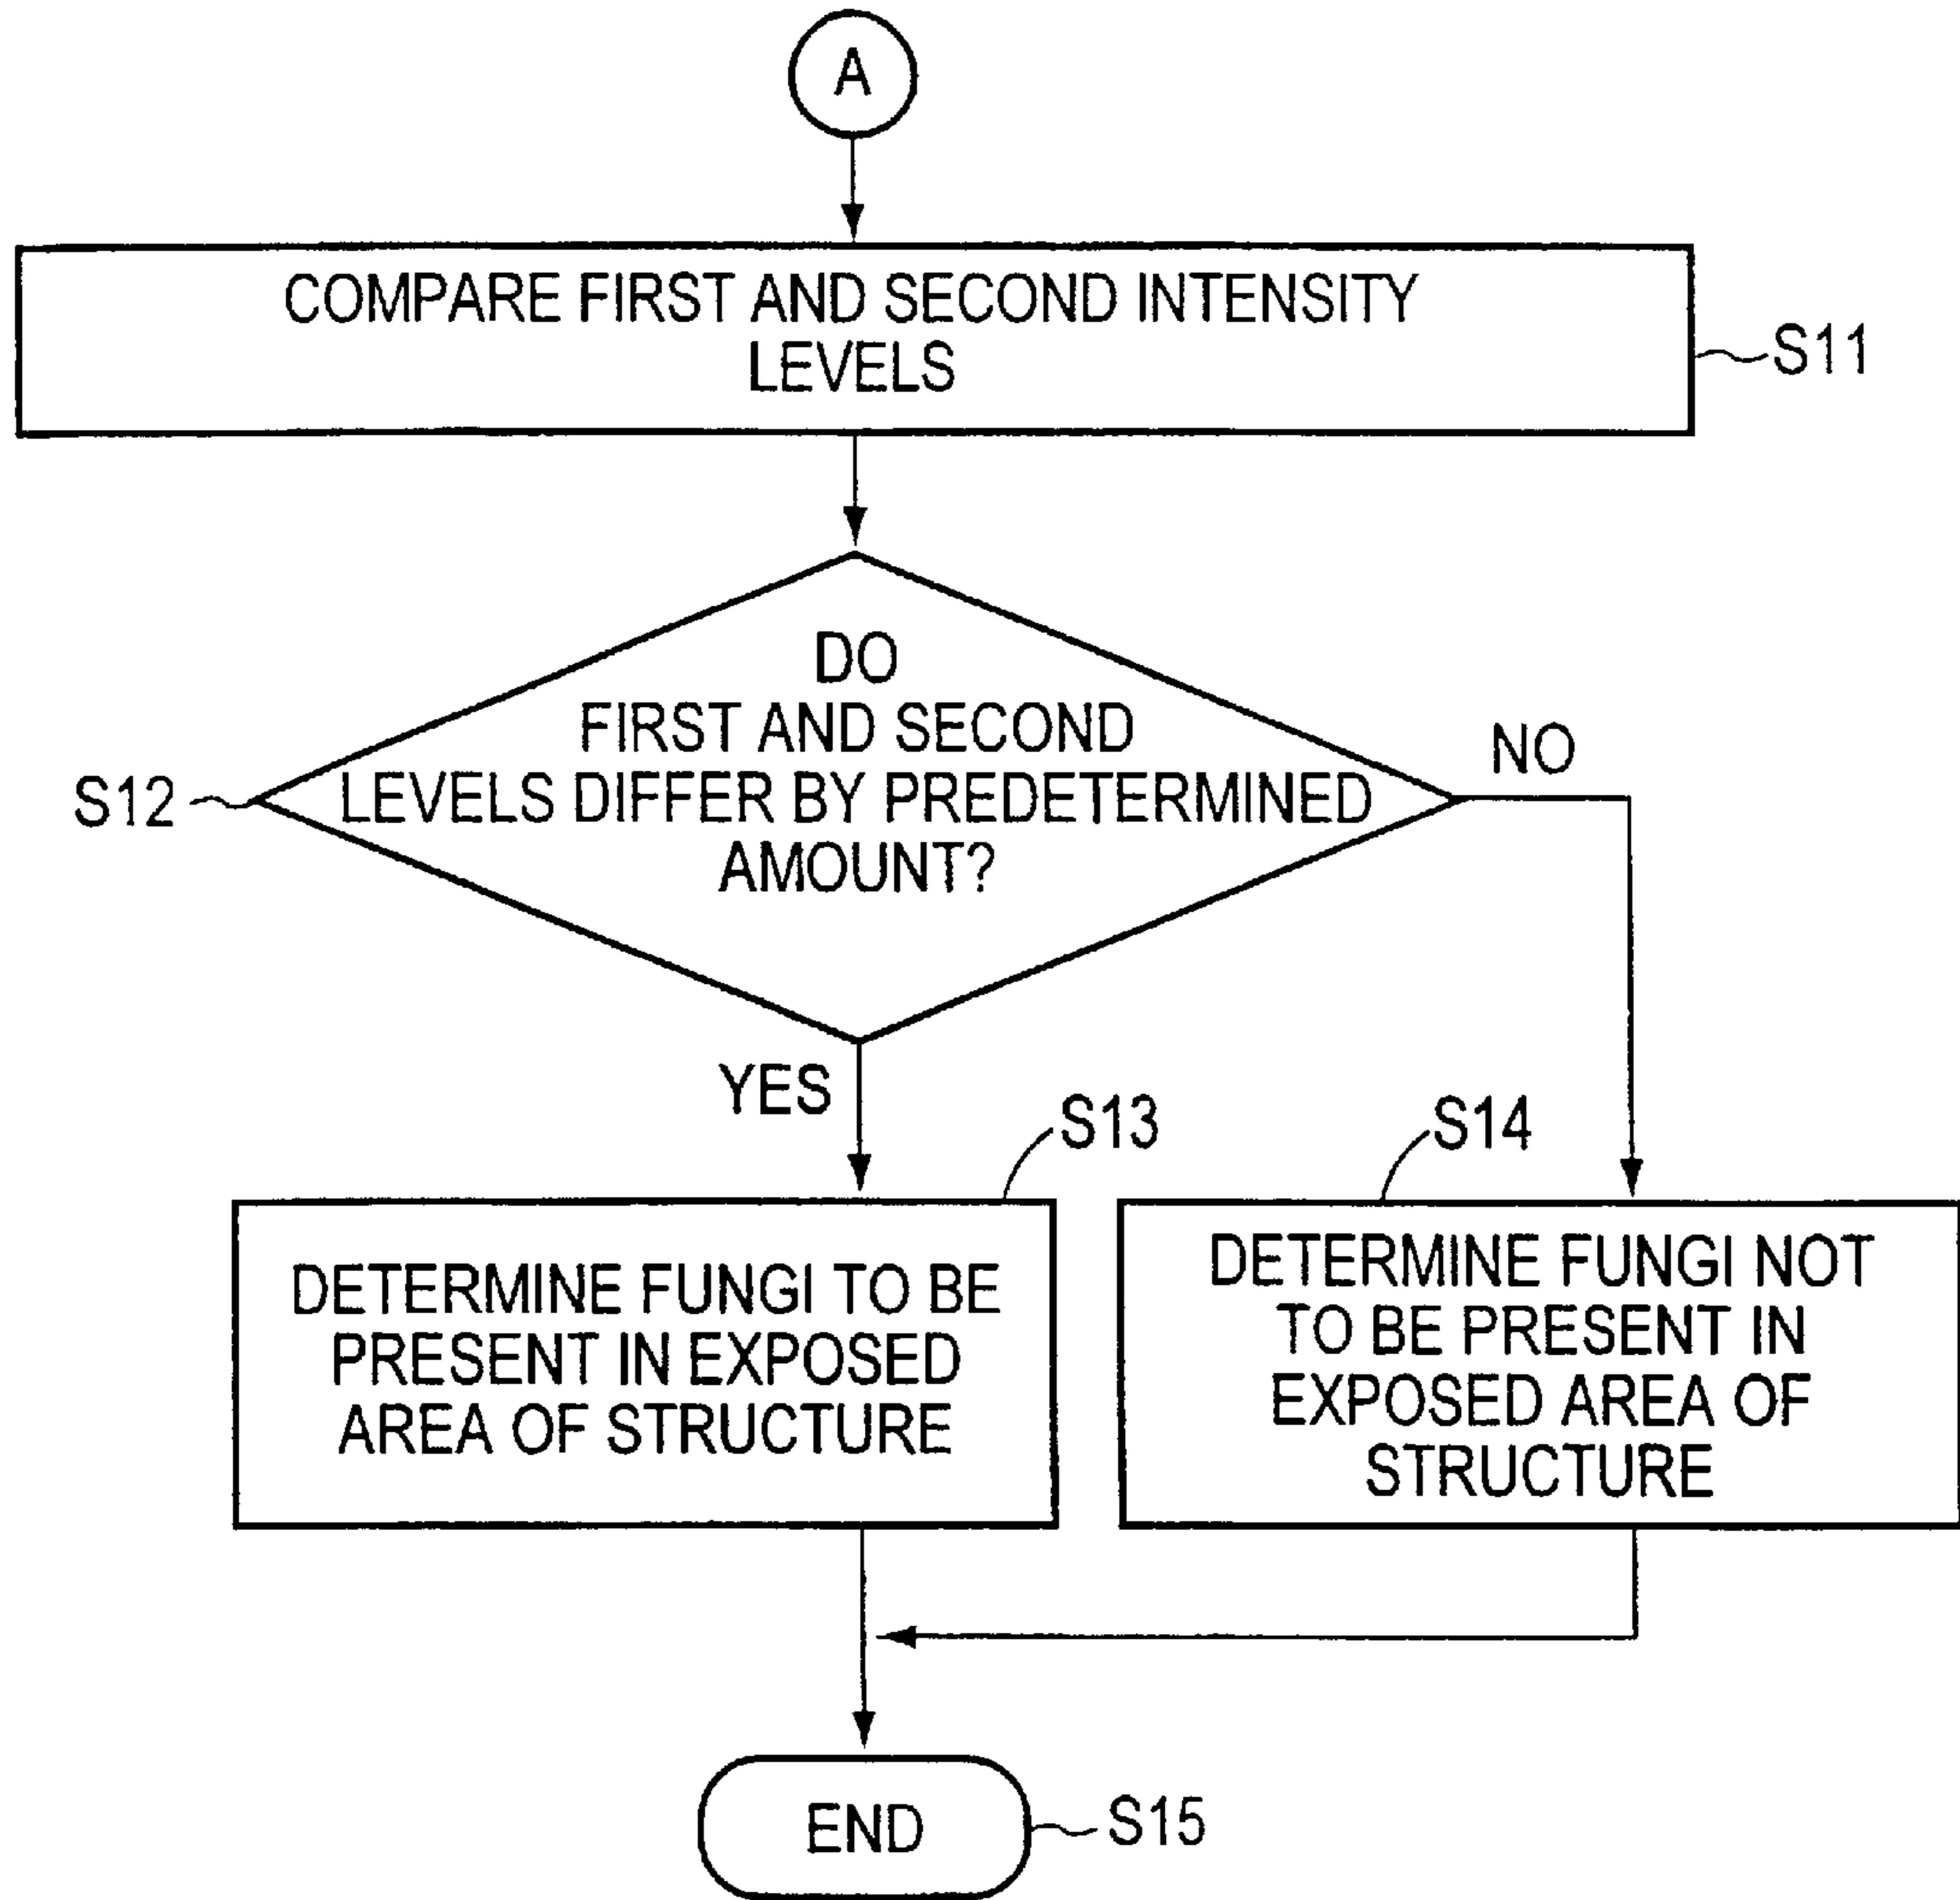 A
COMPARE FIRST AND SECOND INTENSITY
LEVELS
S11
DO
FIRST AND SECOND
LEVELS DIFFER BY PREDETERMINED
AMOUNT?
S12
NO
YES
S13
DETERMINE FUNGI TO BE
PRESENT IN EXPOSED
AREA OF STRUCTURE
S14
DETERMINE FUNGI NOT
TO BE PRESENT IN
EXPOSED AREA OF
STRUCTURE
END
S15